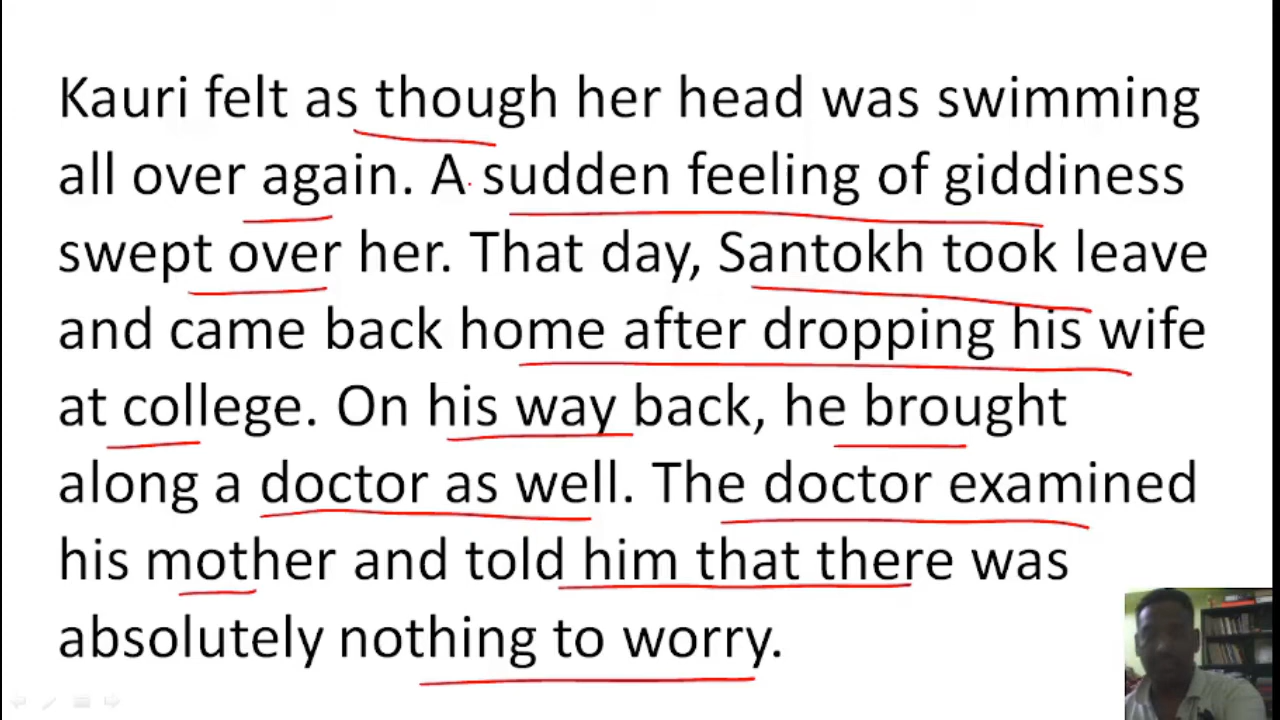 Kauri felt as though her head was swimming
all over again. A sudden feeling of giddiness
swept over her. That day, Santokh took leave
and came back home after dropping his wife
at college. On his way back, he brought
along a doctor as well. The doctor examined
his mother and told him that there was
absolutely nothing to worry.